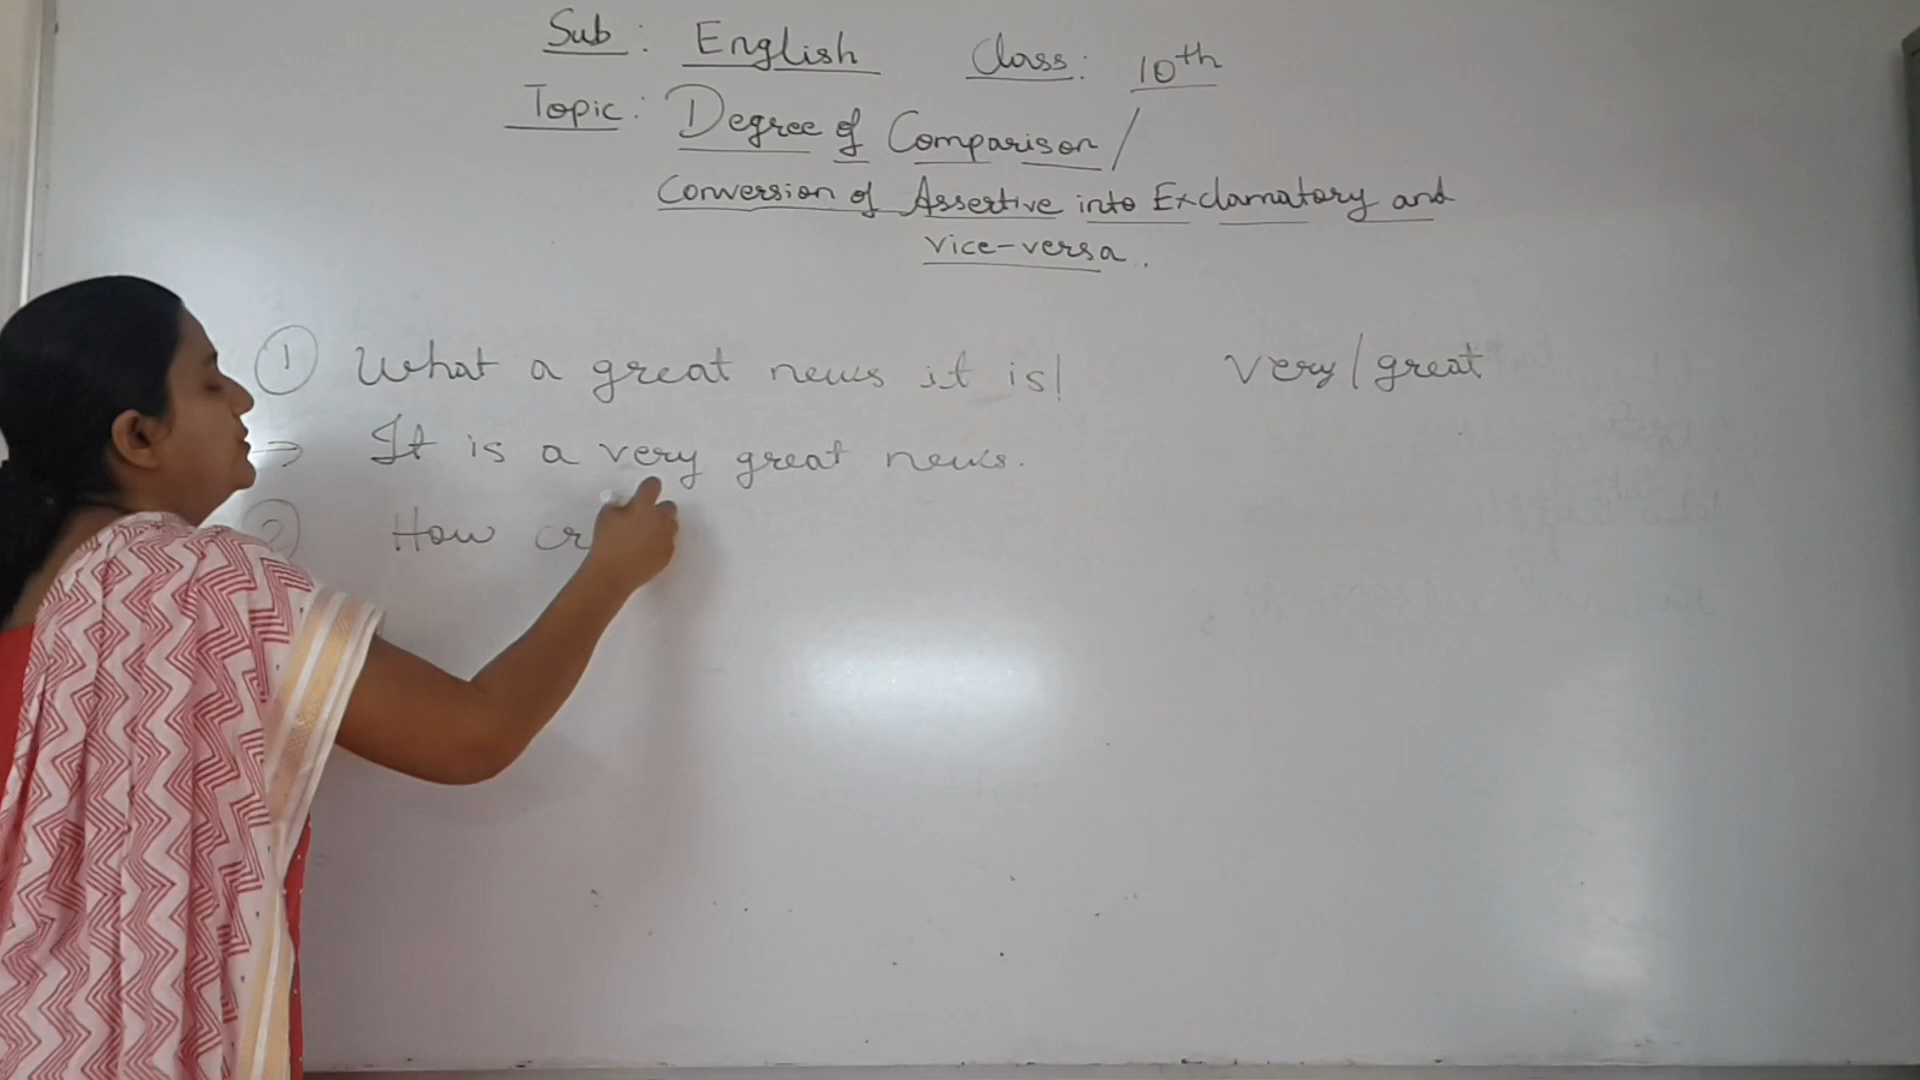 Sub: English Class: 10th
Topic: Degree of Comparison/
Conversion of Assertive into Exclamatory and
vice-versa.
① What a great news it is! very/great
→ It is a very great news.
② How cr